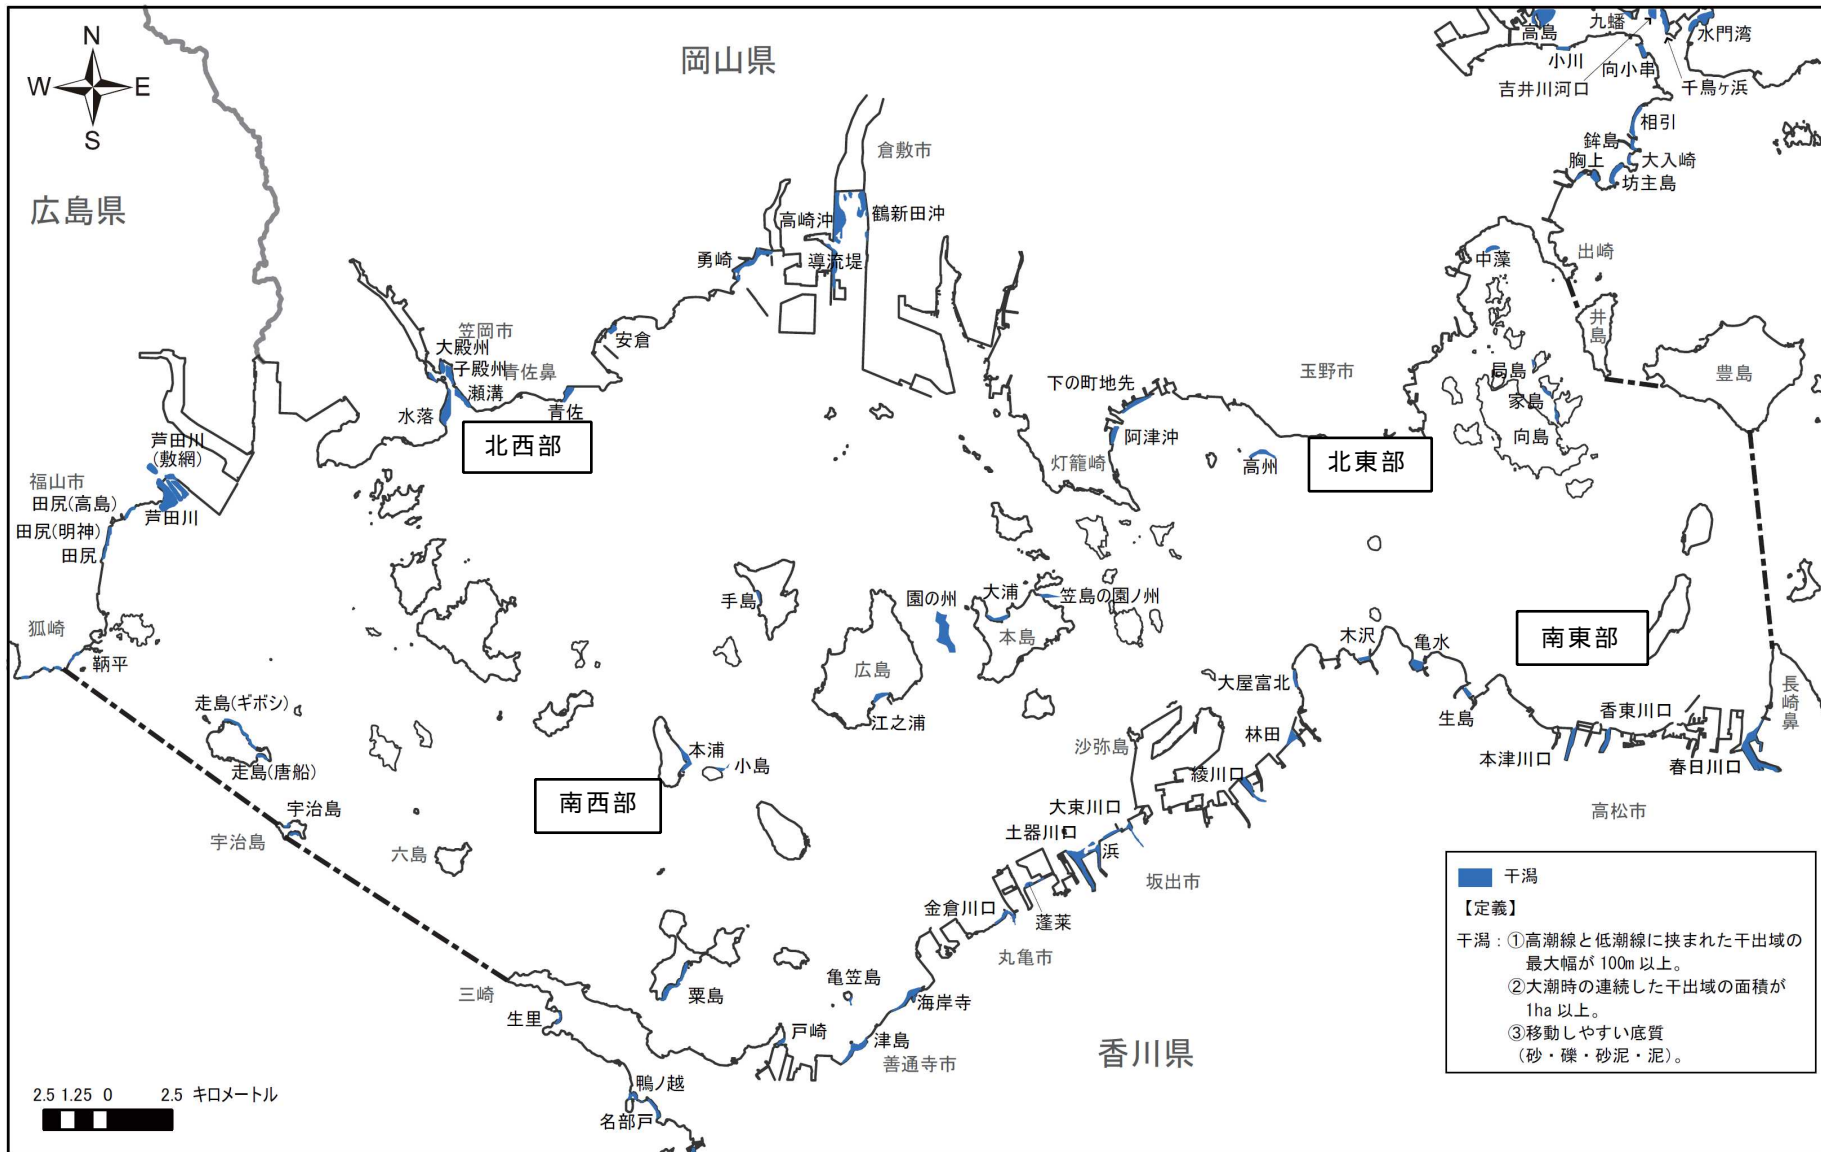 N
W
E
S
岡山県
広島県
高島
九蟠
水門湾
小川
向小串
吉井川河口
千鳥ヶ浜
相引
鉾島
胸上
大入崎
坊主島
倉敷市
高崎沖
鶴新田沖
勇崎
導流堤
中藻
出崎
井島
笠岡市
大殿州
子殿州
青佐鼻
瀬溝
水落
青佐
安倉
北西部
下の町地先
玉野市
局島
家島
向島
豊島
阿津沖
灯籠崎
高州
北東部
芦田川
(敷網)
福山市
田尻(高島)
芦田川
田尻(明神)
田尻
狐崎
鞆平
手島
園の州
大浦
笠島の園ノ州
本島
広島
江之浦
木沢
亀水
南東部
大屋富北
生島
香東川口
長崎鼻
走島(ギボシ)
走島(唐船)
本浦
小島
沙弥島
林田
綾川口
本津川口
春日川口
高松市
宇治島
宇治島
六島
南西部
大束川口
土器川口
浜
坂出市
金倉川口
蓬莱
丸亀市
三崎
生里
粟島
亀笠島
海岸寺
戸崎
津島
善通寺市
香川県
鴨ノ越
名部戸
2.5 1.25 0 2.5 キロメートル
干潟
【定義】
干潟：①高潮線と低潮線に挟まれた干出域の
最大幅が 100m 以上。
②大潮時の連続した干出域の面積が
1ha 以上。
③移動しやすい底質
（砂・礫・砂泥・泥）。